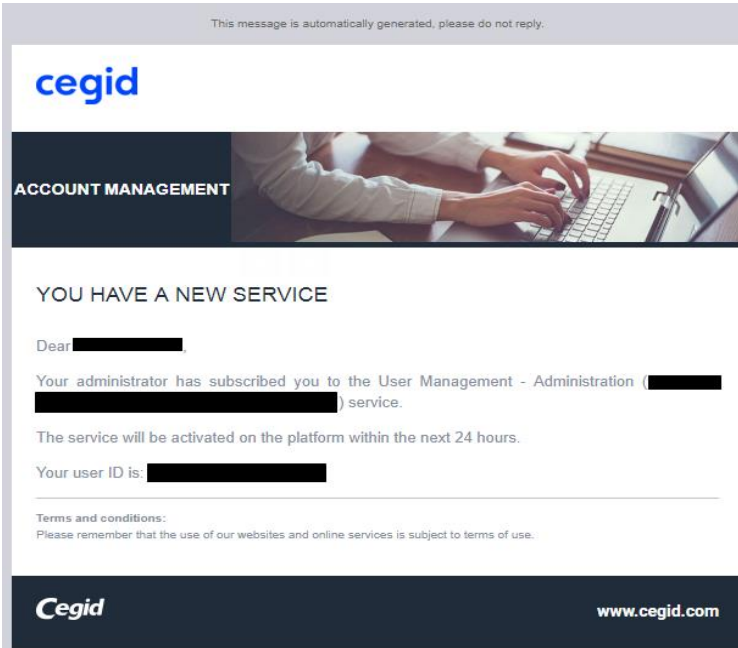 This message is automatically generated, please do not reply.
cegid
ACCOUNT MANAGEMENT
YOU HAVE A NEW SERVICE
Dear ,
Your administrator has subscribed you to the User Management - Administration (
) service.
The service will be activated on the platform within the next 24 hours.
Your user ID is:
Terms and conditions:
Please remember that the use of our websites and online services is subject to terms of use.
Cegid
www.cegid.com